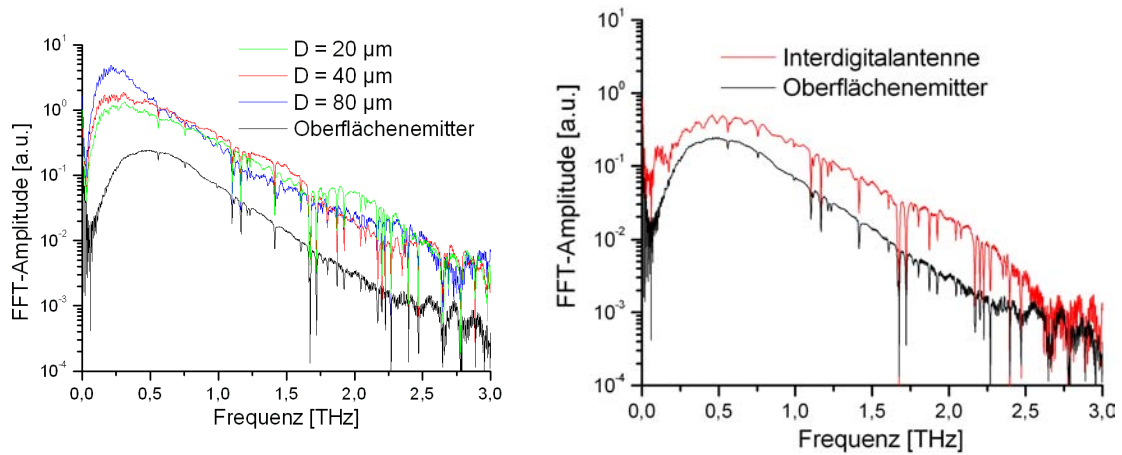 10¹
10⁰
10⁻¹
10⁻²
10⁻³
10⁻⁴
FFT-Amplitude [a.u.]
D = 20 µm
D = 40 µm
D = 80 µm
Oberflächenemitter
0,0 0,5 1,0 1,5 2,0 2,5 3,0
Frequenz [THz]
10¹
10⁰
10⁻¹
10⁻²
10⁻³
10⁻⁴
FFT-Amplitude [a.u.]
Interdigitalantenne
Oberflächenemitter
0,0 0,5 1,0 1,5 2,0 2,5 3,0
Frequenz [THz]